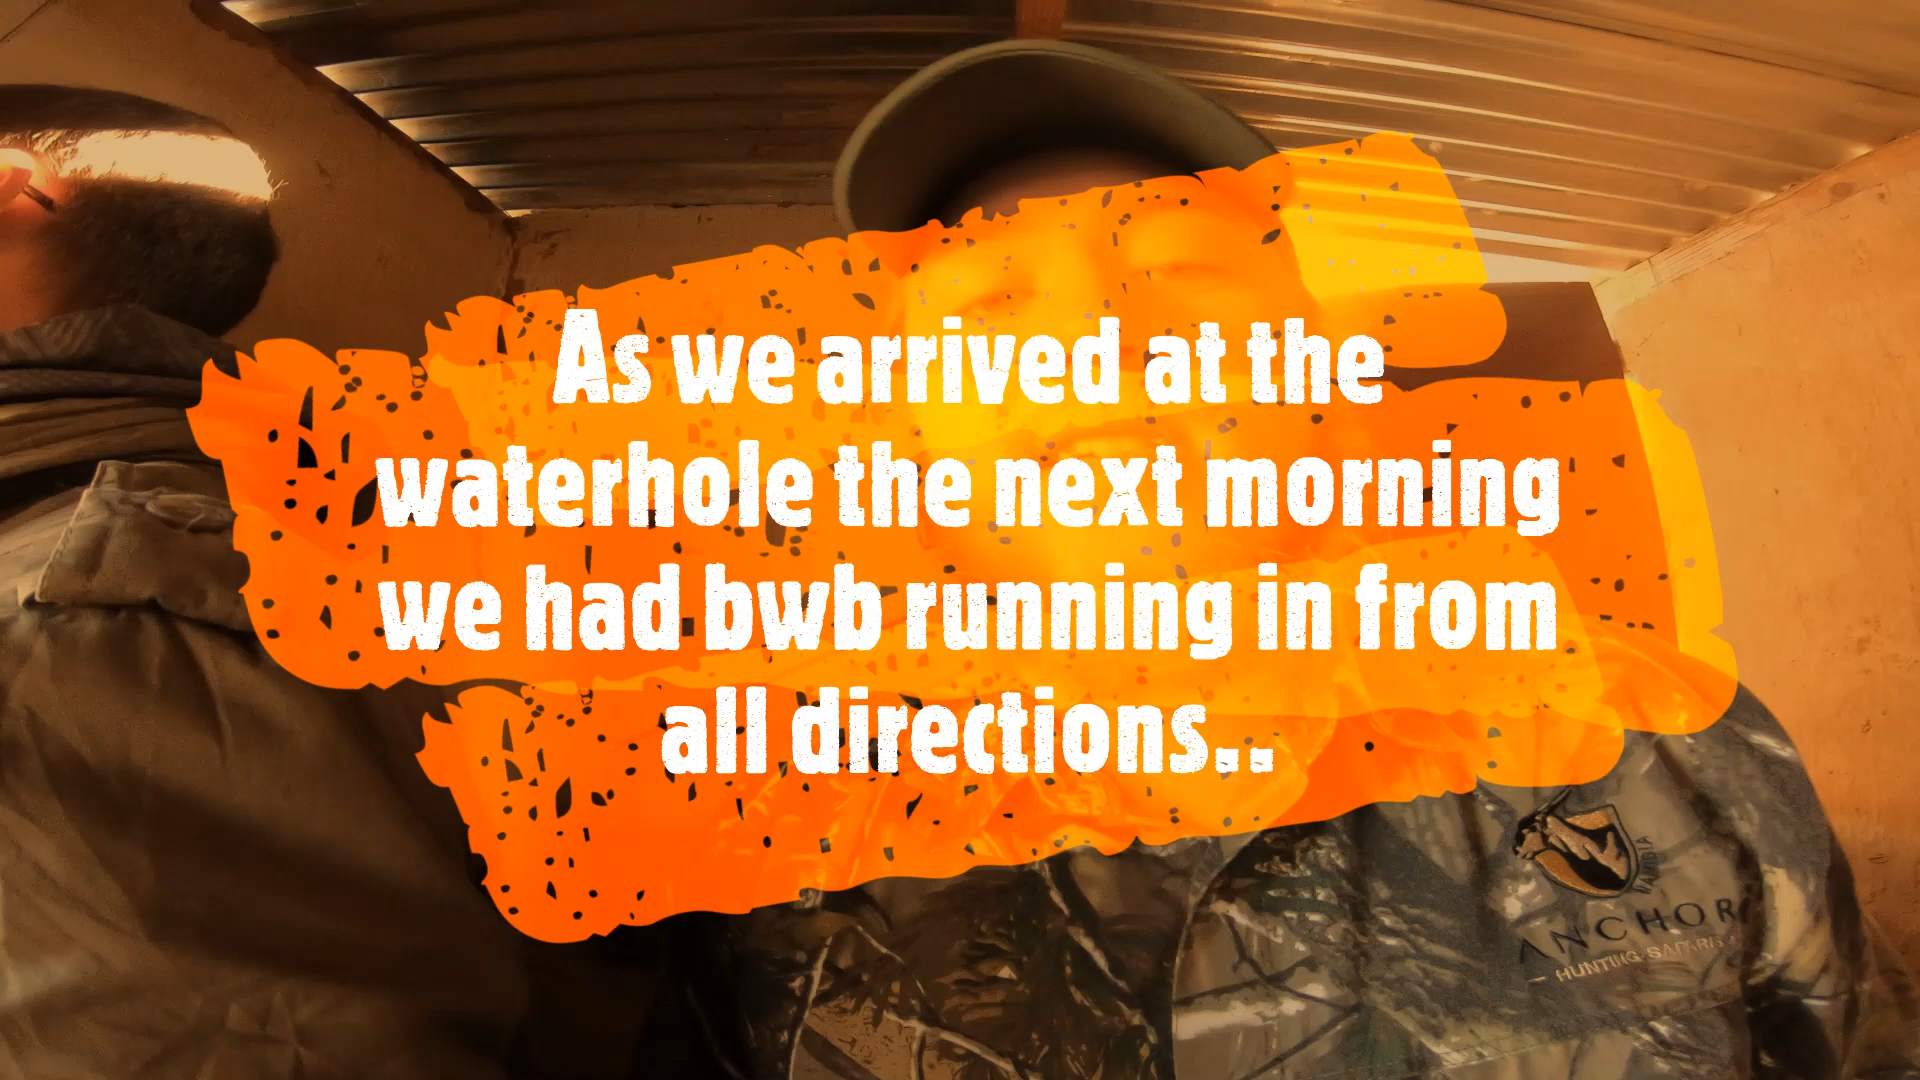 As we arrived at the
waterhole the next morning
we had bwb running in from
all directions..
NAMIBIA
ANCHOR
HUNTING SAFARIS